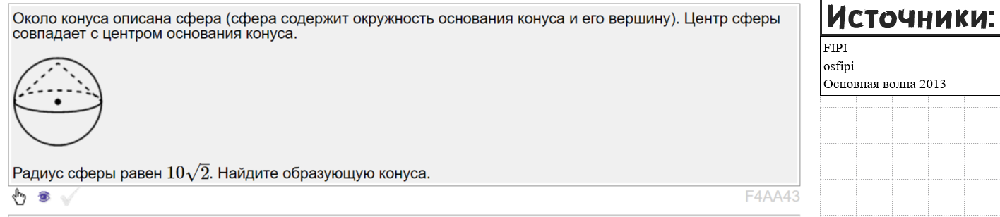 Около конуса описана сфера (сфера содержит окружность основания конуса и его вершину). Центр сферы
совпадает с центром основания конуса.
Радиус сферы равен 10√2. Найдите образующую конуса.
F4AA43
Источники:
FIPI
osfipi
Основная волна 2013